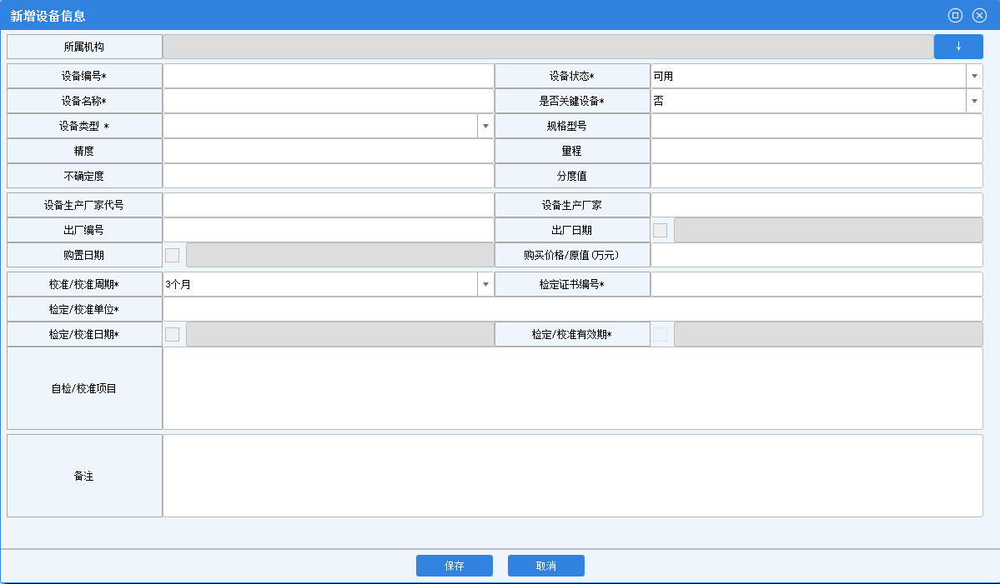 新增设备信息
所属机构 ↓
设备编号* 设备状态* 可用
设备名称* 是否关键设备* 否
设备类型 * 规格型号
精度 量程
不确定度 分度值
设备生产厂家代号 设备生产厂家
出厂编号 出厂日期
购置日期 购买价格/原值(万元)
校准/校准周期* 3个月 检定证书编号*
检定/校准单位*
检定/校准日期* 检定/校准有效期*
自检/校准项目
备注
保存 取消